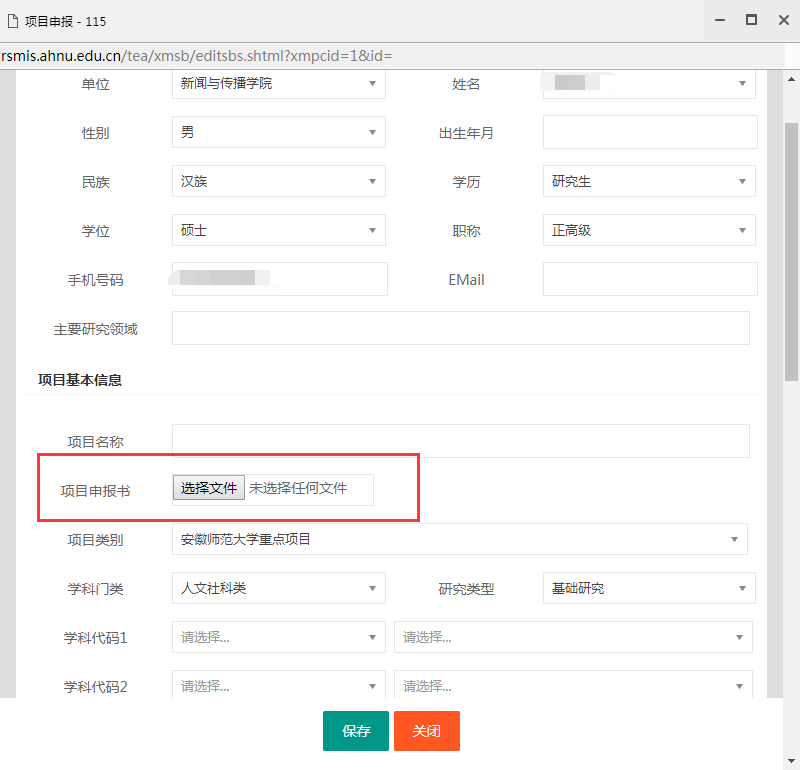 项目申报 - 115
rsmis.ahnu.edu.cn/tea/xmsb/editsbs.shtml?xmpcid=1&id=
单位 新闻与传播学院 姓名
性别 男 出生年月
民族 汉族 学历 研究生
学位 硕士 职称 正高级
手机号码 EMail
主要研究领域
项目基本信息
项目名称
项目申报书 选择文件 未选择任何文件
项目类别 安徽师范大学重点项目
学科门类 人文社科类 研究类型 基础研究
学科代码1 请选择... 请选择...
学科代码2 请选择... 请选择...
保存 关闭